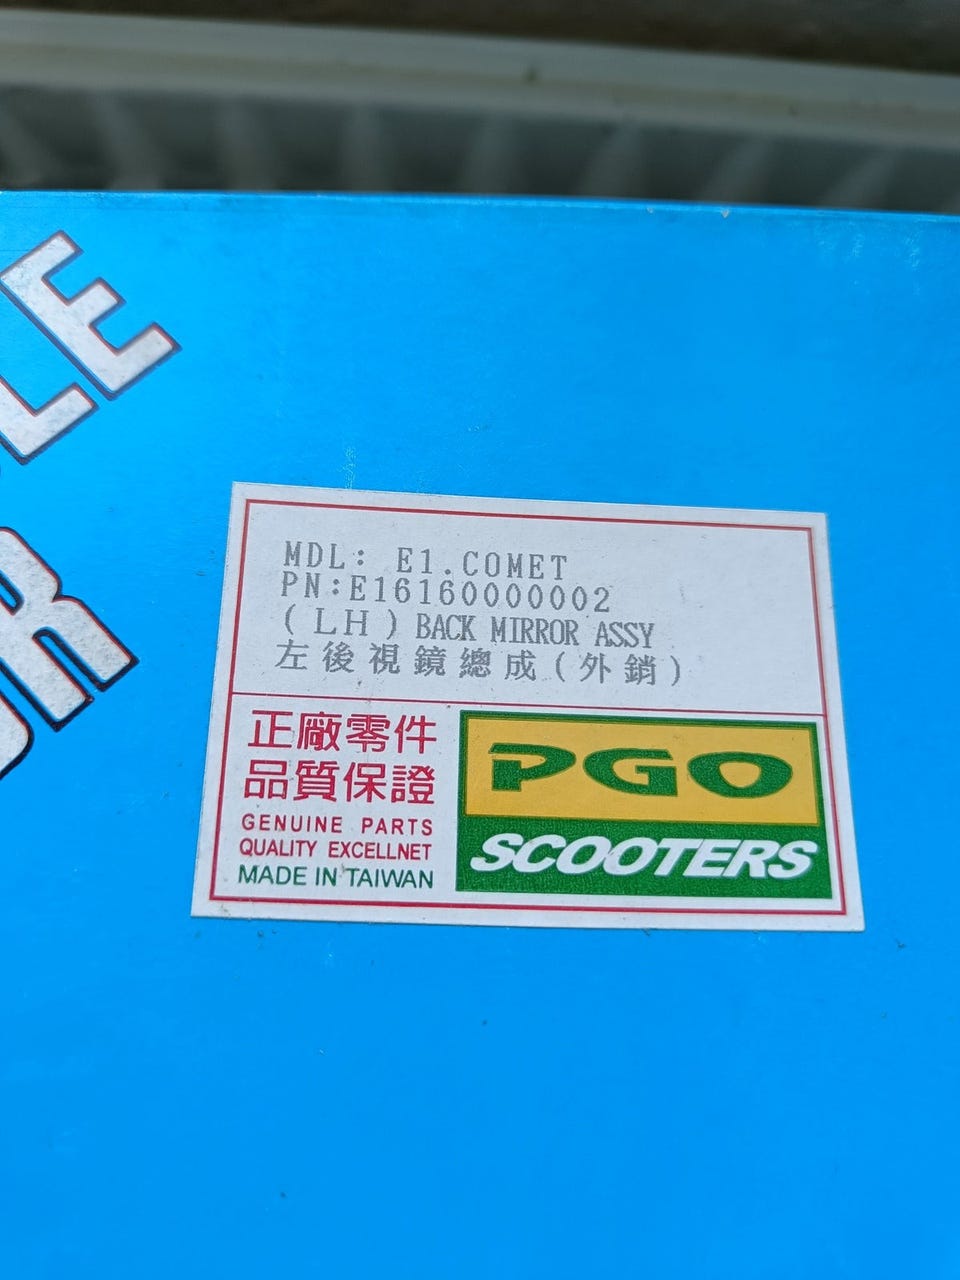 LE
R
MDL: E1.COMET
PN:E16160000002
(LH) BACK MIRROR ASSY
左後視鏡總成(外銷)
正廠零件
品質保證
GENUINE PARTS
QUALITY EXCELLNET
MADE IN TAIWAN
PGO
SCOOTERS